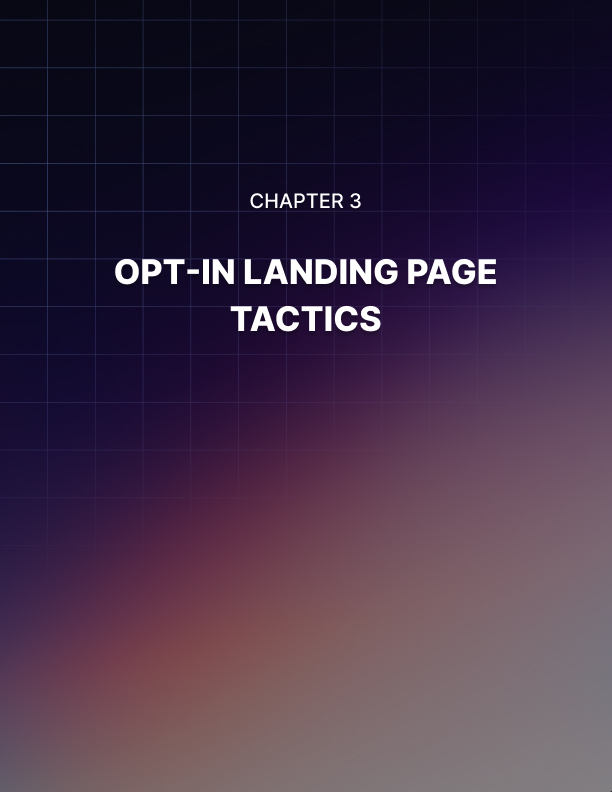 CHAPTER 3
OPT-IN LANDING PAGE
TACTICS